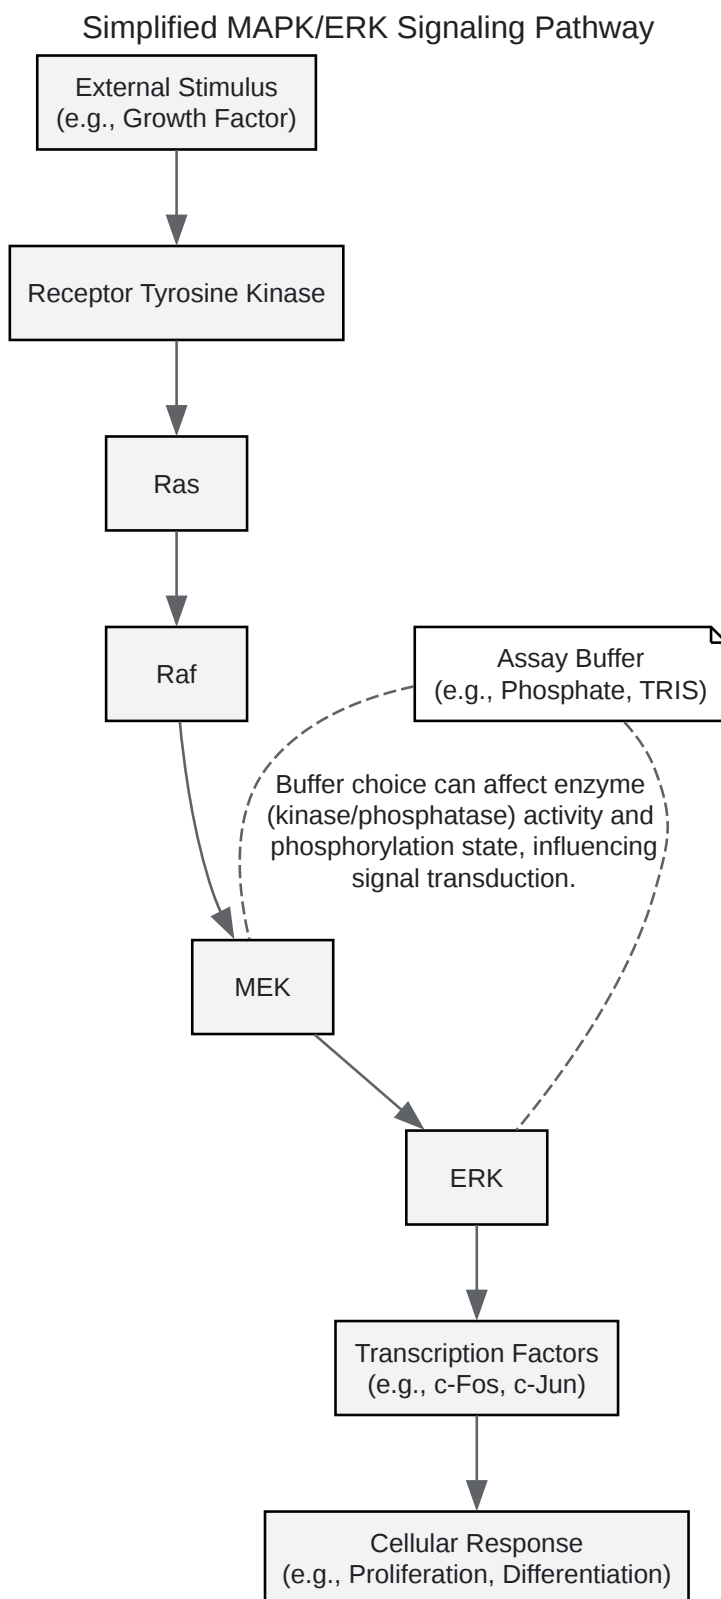 Simplified MAPK/ERK Signaling Pathway
External Stimulus
(e.g., Growth Factor)
Receptor Tyrosine Kinase
Ras
Raf
Assay Buffer
(e.g., Phosphate, TRIS)
Buffer choice can affect enzyme
(kinase/phosphatase) activity and
phosphorylation state, influencing
signal transduction.
MEK
ERK
Transcription Factors
(e.g., c-Fos, c-Jun)
Cellular Response
(e.g., Proliferation, Differentiation)